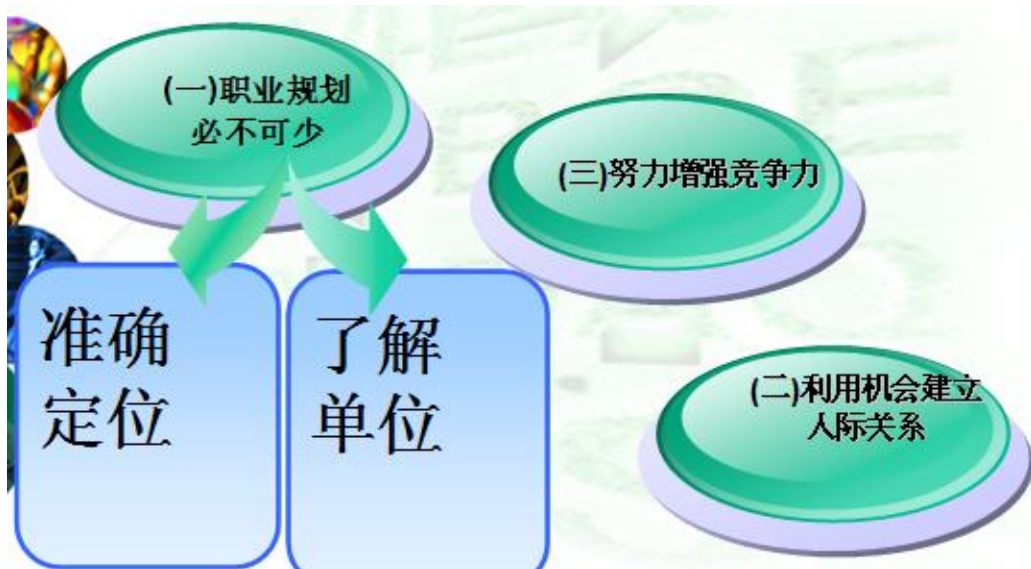 (一)职业规划
必不可少
(三)努力增强竞争力
准确
定位
了解
单位
(二)利用机会建立
人际关系